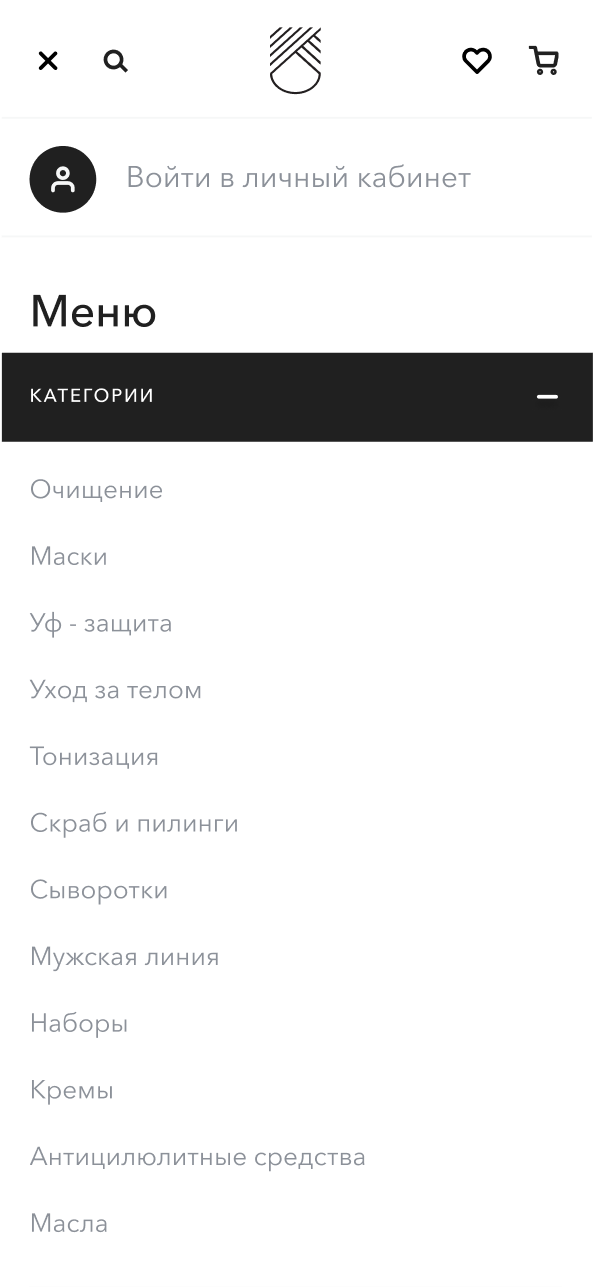 Войти в личный кабинет
Меню
КАТЕГОРИИ
Очищение
Маски
Уф - защита
Уход за телом
Тонизация
Скраб и пилинги
Сыворотки
Мужская линия
Наборы
Кремы
Антицилюлитные средства
Масла